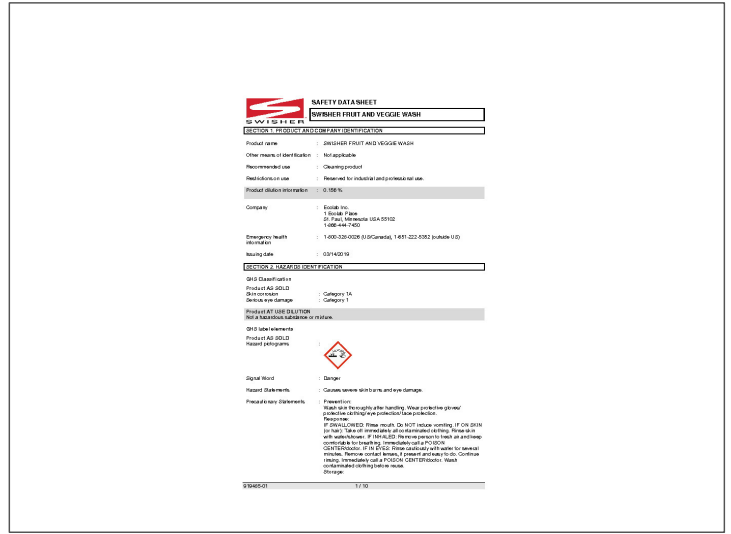 SWISHER
SAFETY DATA SHEET
SWISHER FRUIT AND VEGGIE WASH
SECTION 1. PRODUCT AND COMPANY IDENTIFICATION
Product name : SWISHER FRUIT AND VEGGIE WASH
Other means of identification : Not applicable
Recommended use : Cleaning product
Restrictions on use : Reserved for industrial and professional use.
Product dilution information : 0.156 %
Company : Ecolab Inc.
1 Ecolab Place
St. Paul, Minnesota USA 55102
1-866-444-7450
Emergency health : 1-800-328-0026 (US/Canada), 1-651-222-5352 (outside US)
information
Issuing date : 03/14/2019
SECTION 2. HAZARDS IDENTIFICATION
GHS Classification
Product AS SOLD
Skin corrosion : Category 1A
Serious eye damage : Category 1
Product AT USE DILUTION
Not a hazardous substance or mixture.
GHS label elements
Product AS SOLD
Hazard pictograms :
Signal Word : Danger
Hazard Statements : Causes severe skin burns and eye damage.
Precautionary Statements : Prevention:
Wash skin thoroughly after handling. Wear protective gloves/
protective clothing/ eye protection/ face protection.
Response:
IF SWALLOWED: Rinse mouth. Do NOT induce vomiting. IF ON SKIN
(or hair): Take off immediately all contaminated clothing. Rinse skin
with water/shower. IF INHALED: Remove person to fresh air and keep
comfortable for breathing. Immediately call a POISON
CENTER/doctor. IF IN EYES: Rinse cautiously with water for several
minutes. Remove contact lenses, if present and easy to do. Continue
rinsing. Immediately call a POISON CENTER/doctor. Wash
contaminated clothing before reuse.
Storage:
919485-01 1 / 10